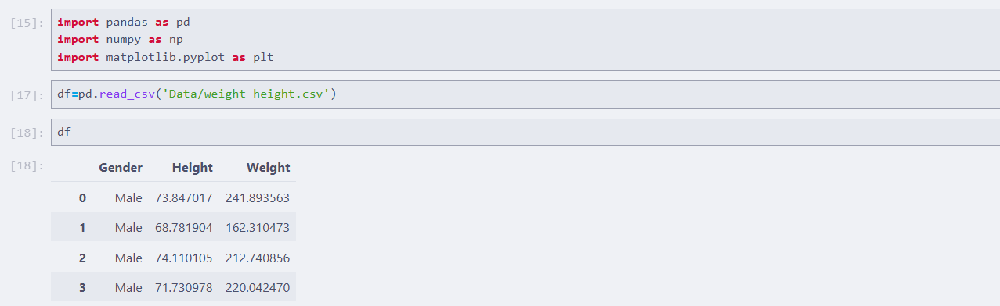 [15]: import pandas as pd
import numpy as np
import matplotlib.pyplot as plt
[17]: df=pd.read_csv('Data/weight-height.csv')
[18]: df
[18]:
Gender Height Weight
0 Male 73.847017 241.893563
1 Male 68.781904 162.310473
2 Male 74.110105 212.740856
3 Male 71.730978 220.042470